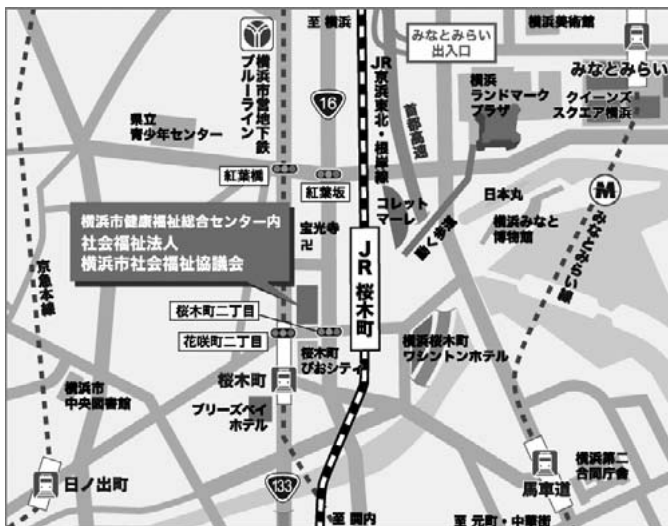 至 横浜
みなとみらい
出入口
横浜美術館
みなとみらい
横浜市営地下鉄
ブルーライン
16
JR京浜東北・根岸線
首都高速
横浜
ランドマーク
プラザ
クイーンズ
スクエア横浜
県立
青少年センター
紅葉橋
紅葉坂
コレット
マーレ
動く歩道
日本丸
横浜みなと
博物館
M
みなとみらい線
横浜市健康福祉総合センター内
社会福祉法人
横浜市社会福祉協議会
宝光寺
卍
JR 桜木町
京急本線
桜木町二丁目
花咲町二丁目
桜木町
ぴおシティ
横浜桜木町
ワシントンホテル
横浜市
中央図書館
桜木町
ブリーズベイ
ホテル
日ノ出町
133
馬車道
横浜第二
合同庁舎
至 関内
至 元町・中華街